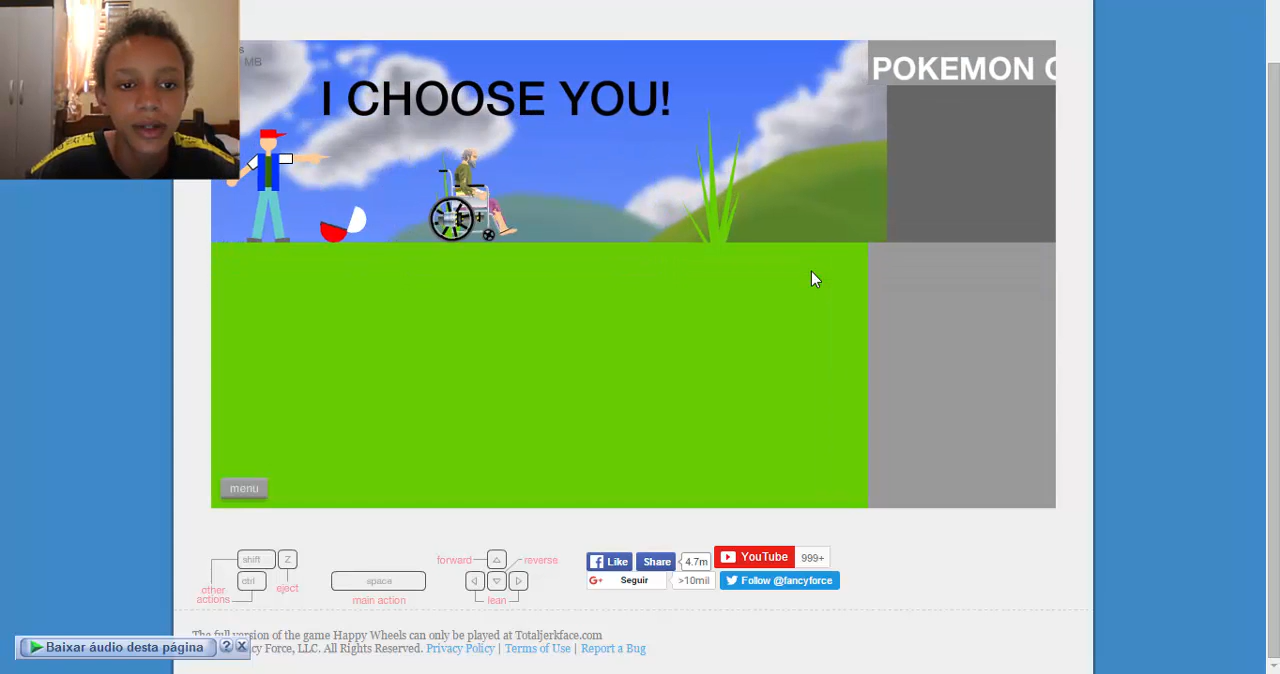 s
MB
I CHOOSE YOU!
POKEMON
menu
shift
Z
ctrl
other
actions
eject
space
main action
forward
reverse
lean
Like
Share
4.7m
YouTube
999+
Seguir
>10mil
Follow @fancyforce
The full version of the game Happy Wheels can only be played at Totaljerkface.com
cy Force, LLC. All Rights Reserved. Privacy Policy | Terms of Use | Report a Bug
Baixar áudio desta página
? X